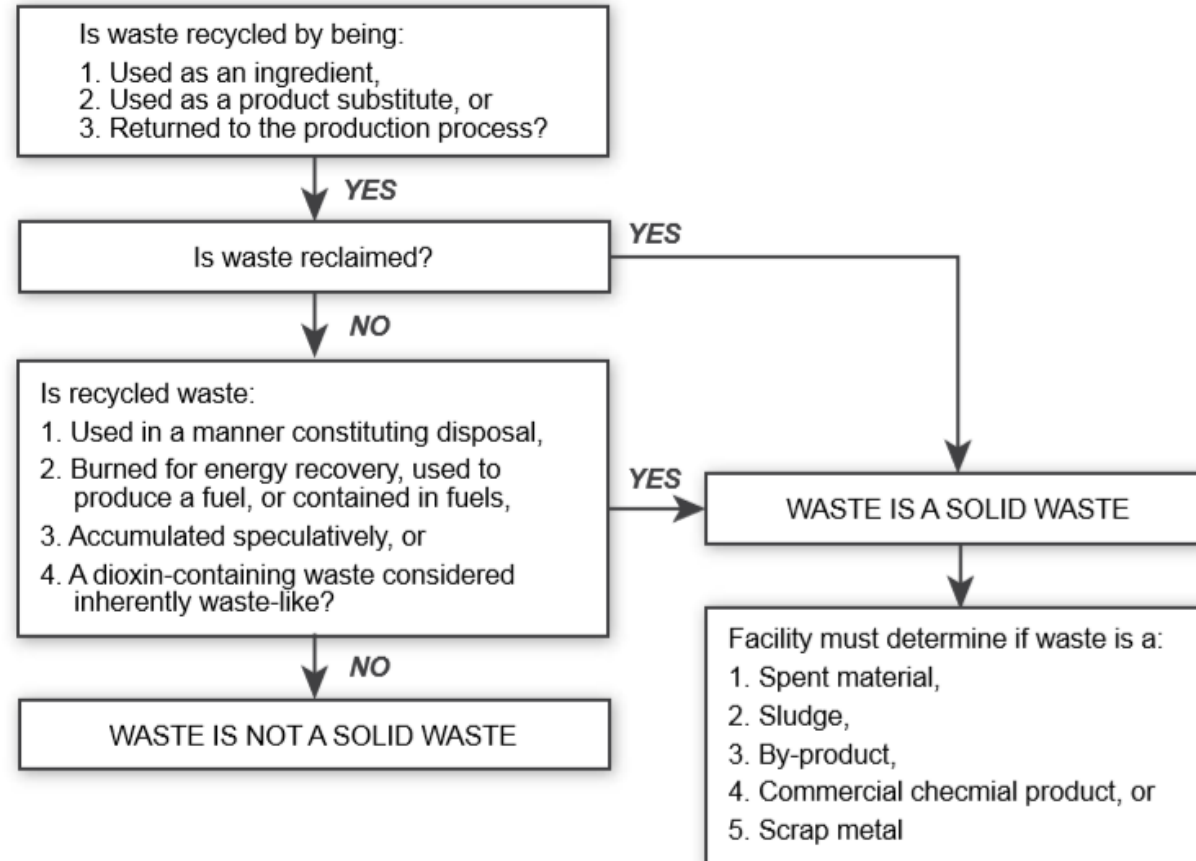 Is waste recycled by being:
1. Used as an ingredient,
2. Used as a product substitute, or
3. Returned to the production process?
YES
Is waste reclaimed?
YES
NO
Is recycled waste:
1. Used in a manner constituting disposal,
2. Burned for energy recovery, used to
produce a fuel, or contained in fuels,
3. Accumulated speculatively, or
4. A dioxin-containing waste considered
inherently waste-like?
YES
WASTE IS A SOLID WASTE
NO
WASTE IS NOT A SOLID WASTE
Facility must determine if waste is a:
1. Spent material,
2. Sludge,
3. By-product,
4. Commercial checmial product, or
5. Scrap metal